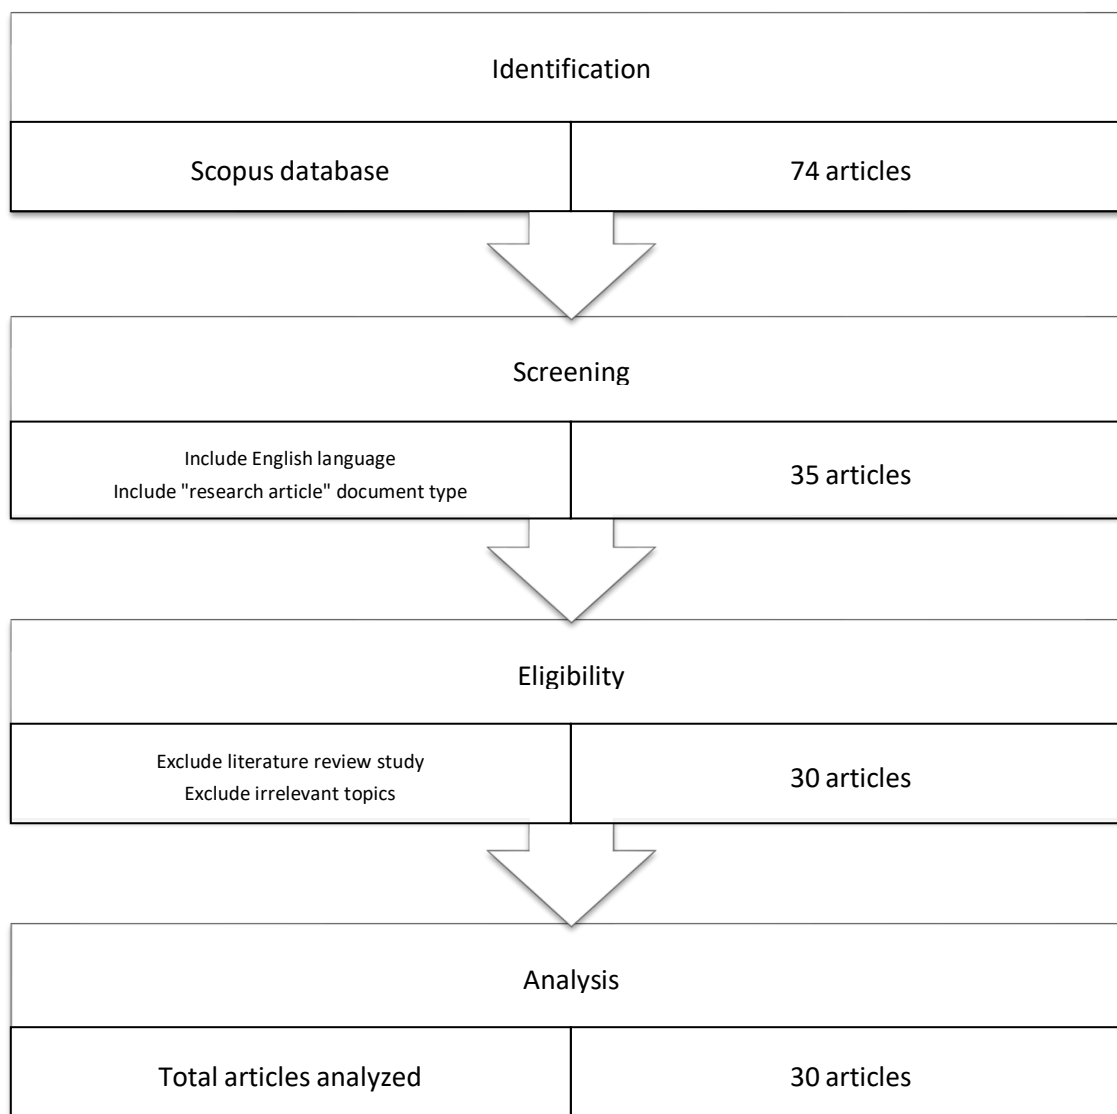 Identification
Scopus database
74 articles
Screening
Include English language
Include "research article" document type
35 articles
Eligibility
Exclude literature review study
Exclude irrelevant topics
30 articles
Analysis
Total articles analyzed
30 articles